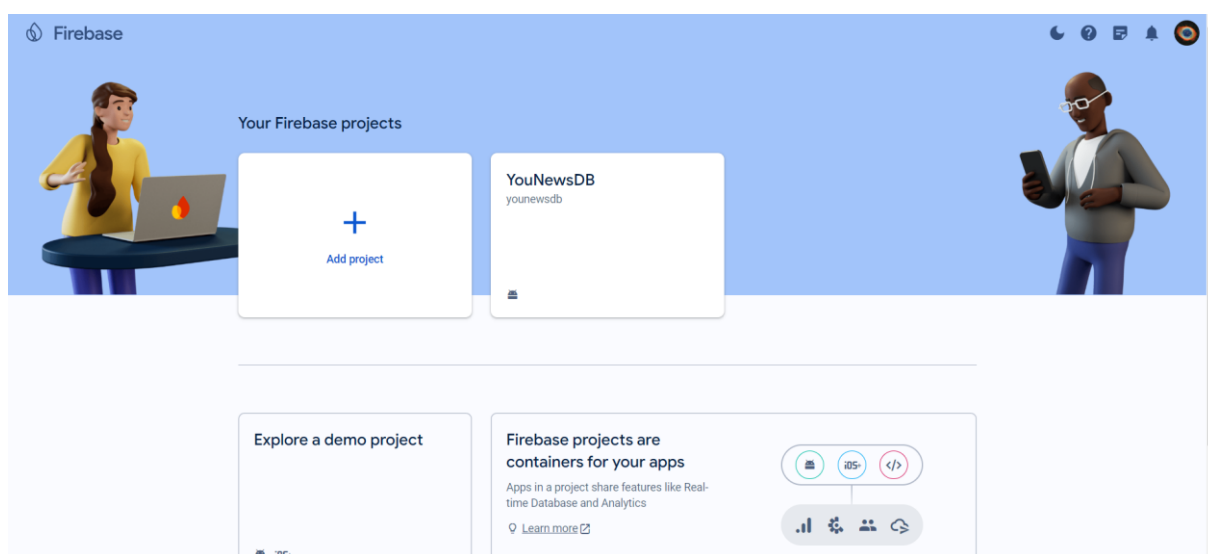 Firebase
Your Firebase projects
Add project
YouNewsDB
younewsdb
Explore a demo project
Firebase projects are
containers for your apps
Apps in a project share features like Real-
time Database and Analytics
Learn more
iOS+